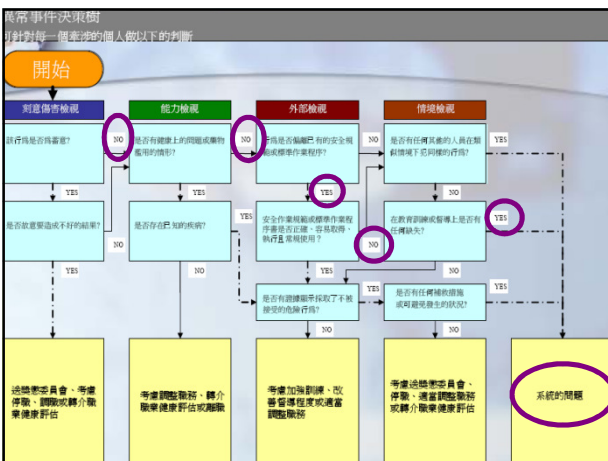 異常事件決策樹
可針對每一個牽涉的個人做以下的判斷
開始
刻意傷害檢視
能力檢視
外部檢視
情境檢視
該行為是否為蓄意?
NO
是否有健康上的問題或藥物
濫用的情形?
NO
行為是否偏離已有的安全規
範或標準作業程序?
NO
是否有任何其他的人員在類
似情境下犯同樣的行為?
YES
YES
YES
YES
NO
是否故意要造成不好的結果?
NO
是否存在已知的疾病?
YES
安全作業規範或標準作業程
序書是否正確、容易取得、
執行且常規使用?
NO
在教育訓練或督導上是否有
任何缺失?
YES
YES
NO
YES
NO
是否有證據顯示採取了不被
接受的危險行為?
YES
是否有任何補救措施
或可避免發生的狀況?
YES
NO
NO
送獎懲委員會、考慮
停職、調職或轉介職
業健康評估
考慮調整職務、轉介
職業健康評估或離職
考慮加強訓練、改
善督導程度或適當
調整職務
考慮送獎懲委員會、
停職、適當調整職務
或轉介職業健康評估
系統的問題